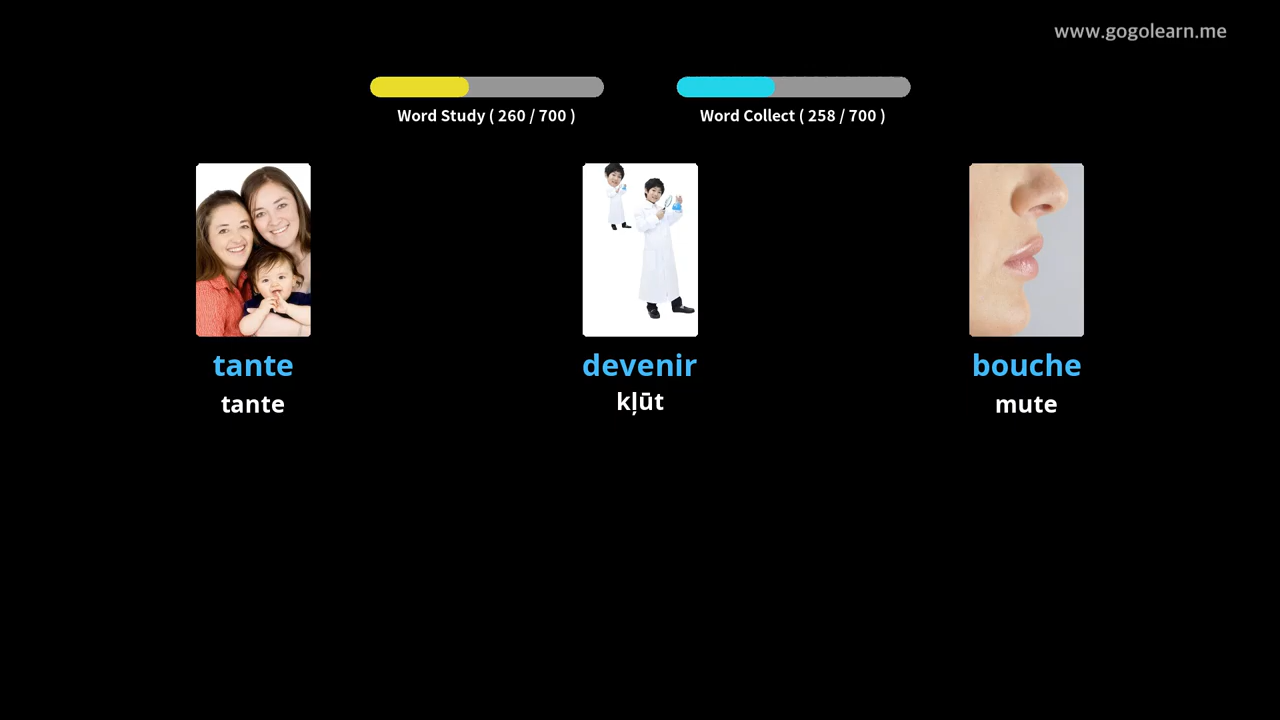 www.gogolearn.me
Word Study ( 260 / 700 )
Word Collect ( 258 / 700 )
tante
devenir
bouche
tante
kļūt
mute